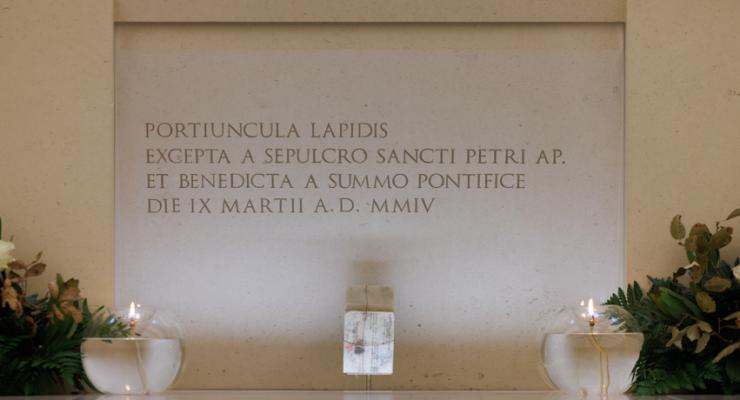 PORTIUNCULA LAPIDIS
EXCEPTA A SEPULCRO SANCTI PETRI AP.
ET BENEDICTA A SUMMO PONTIFICE
DIE IX MARTII A.D. MMIV